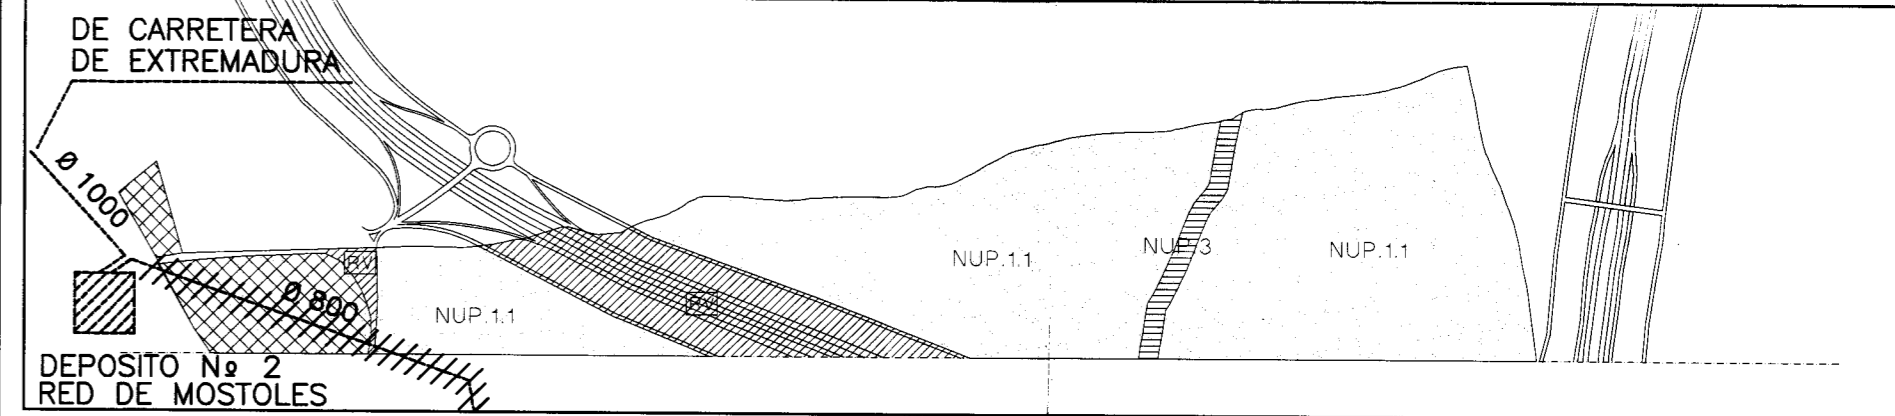 DE CARRETERA
DE EXTREMADURA
Ø 1000
RV
Ø 800
NUP.1.1
RV
NUP.1.1
NUP.3
NUP.1.1
DEPOSITO Nº 2
RED DE MOSTOLES